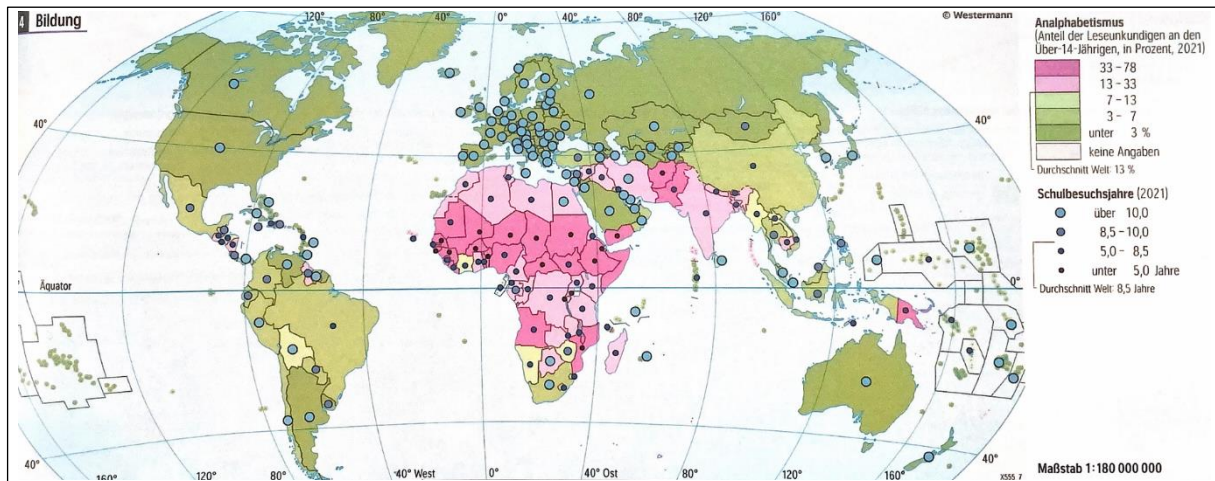 4 Bildung
120°
80°
40°
0°
40°
80°
120°
160°
© Westermann
40°
40°
Äquator
0°
40°
160°
120°
80°
40° West
0°
40° Ost
80°
120°
160°
40°
X555_7
Analphabetismus
(Anteil der Leseunkundigen an den
Über-14-Jährigen, in Prozent, 2021)
33 – 78
13 – 33
7 – 13
3 – 7
unter 3 %
keine Angaben
Durchschnitt Welt: 13 %
Schulbesuchsjahre (2021)
über 10,0
8,5 – 10,0
5,0 – 8,5
unter 5,0 Jahre
Durchschnitt Welt: 8,5 Jahre
Maßstab 1:180 000 000